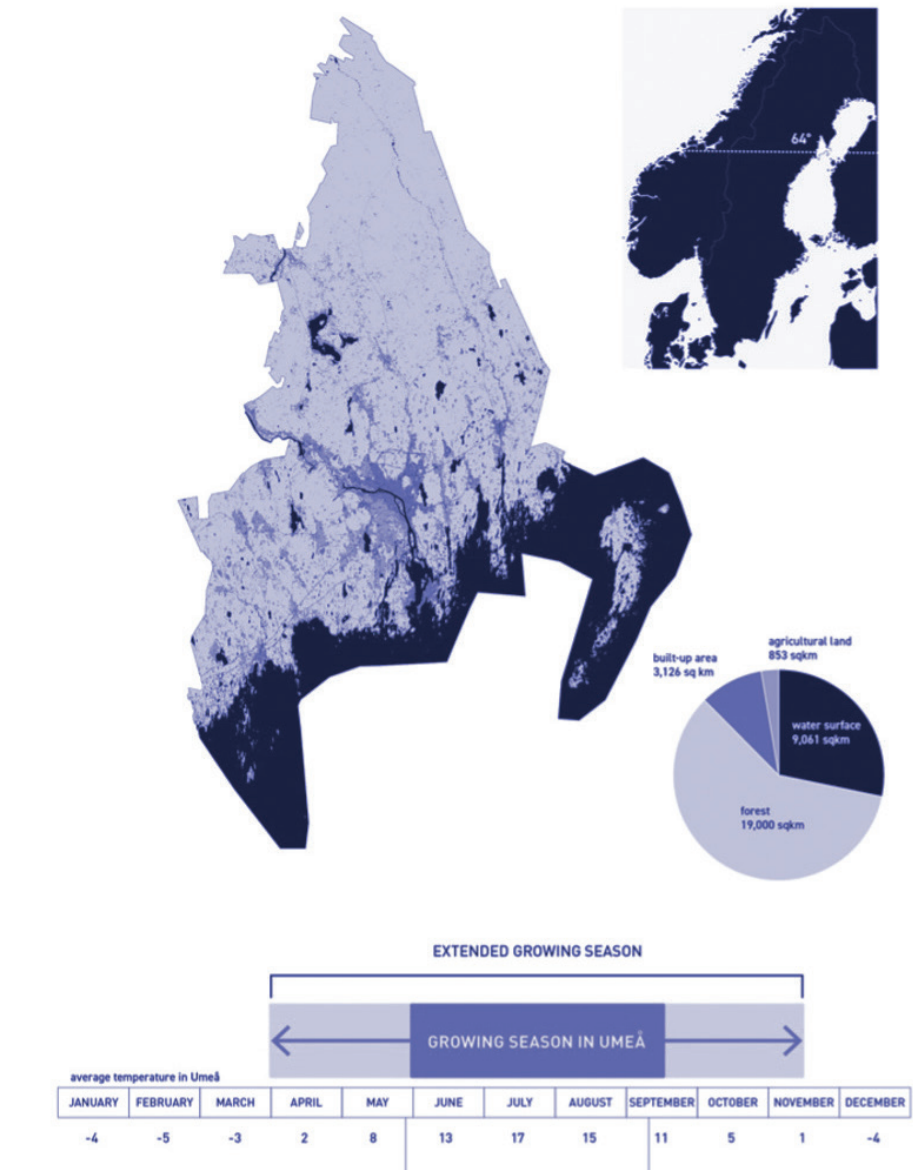 64°
agricultural land
853 sqkm
built-up area
3,126 sq km
water surface
9,061 sqkm
forest
19,000 sqkm
EXTENDED GROWING SEASON
GROWING SEASON IN UMEÅ
average temperature in Umeå
JANUARY FEBRUARY MARCH APRIL MAY JUNE JULY AUGUST SEPTEMBER OCTOBER NOVEMBER DECEMBER
-4 -5 -3 2 8 13 17 15 11 5 1 -4